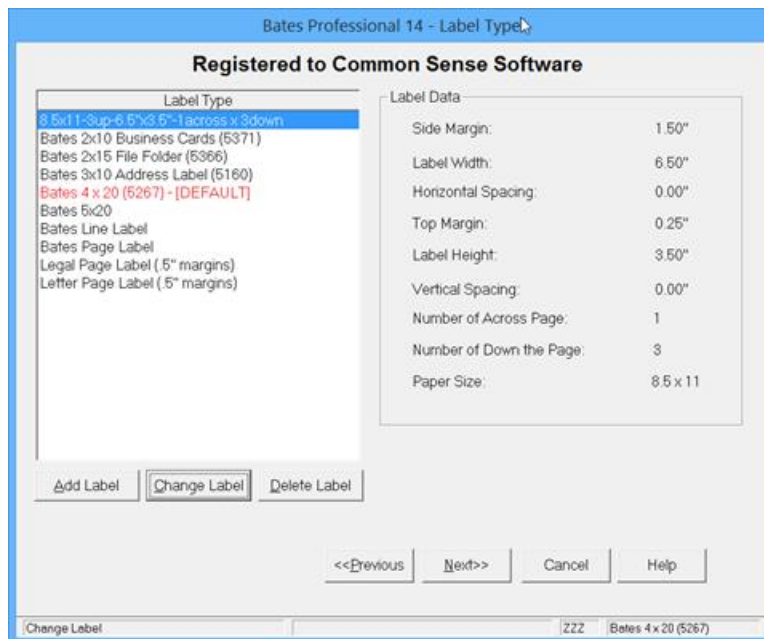 Bates Professional 14 - Label Types
Registered to Common Sense Software
Label Type
8.5x11-3up-6.5"x3.5"-1across x 3down
Bates 2x10 Business Cards (5371)
Bates 2x15 File Folder (5366)
Bates 3x10 Address Label (5160)
Bates 4 x 20 (5267) - [DEFAULT]
Bates 5x20
Bates Line Label
Bates Page Label
Legal Page Label (.5" margins)
Letter Page Label (.5" margins)
Label Data
Side Margin: 1.50"
Label Width: 6.50"
Horizontal Spacing: 0.00"
Top Margin: 0.25"
Label Height: 3.50"
Vertical Spacing: 0.00"
Number of Across Page: 1
Number of Down the Page: 3
Paper Size: 8.5 x 11
Add Label Change Label Delete Label
<<Previous Next>> Cancel Help
Change Label ZZZ Bates 4 x 20 (5267)